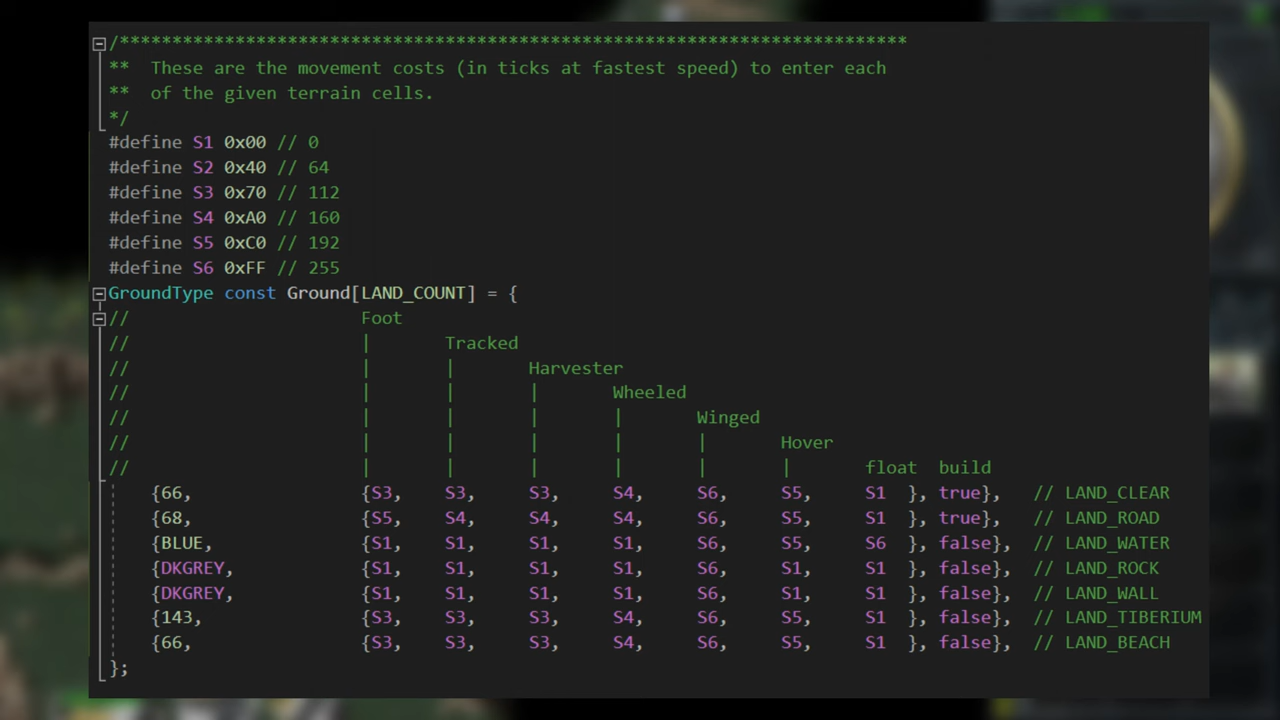 /***************************************************************************
** These are the movement costs (in ticks at fastest speed) to enter each
** of the given terrain cells.
*/
#define S1 0x00 // 0
#define S2 0x40 // 64
#define S3 0x70 // 112
#define S4 0xA0 // 160
#define S5 0xC0 // 192
#define S6 0xFF // 255
GroundType const Ground[LAND_COUNT] = {
// Foot
// | Tracked
// | | Harvester
// | | | Wheeled
// | | | | Winged
// | | | | | Hover
// | | | | | | float build
{66, {S3, S3, S3, S4, S6, S5, S1 }, true}, // LAND_CLEAR
{68, {S5, S4, S4, S4, S6, S5, S1 }, true}, // LAND_ROAD
{BLUE, {S1, S1, S1, S1, S6, S5, S6 }, false}, // LAND_WATER
{DKGREY, {S1, S1, S1, S1, S6, S1, S1 }, false}, // LAND_ROCK
{DKGREY, {S1, S1, S1, S1, S6, S1, S1 }, false}, // LAND_WALL
{143, {S3, S3, S3, S4, S6, S5, S1 }, false}, // LAND_TIBERIUM
{66, {S3, S3, S3, S4, S6, S5, S1 }, false}, // LAND_BEACH
};